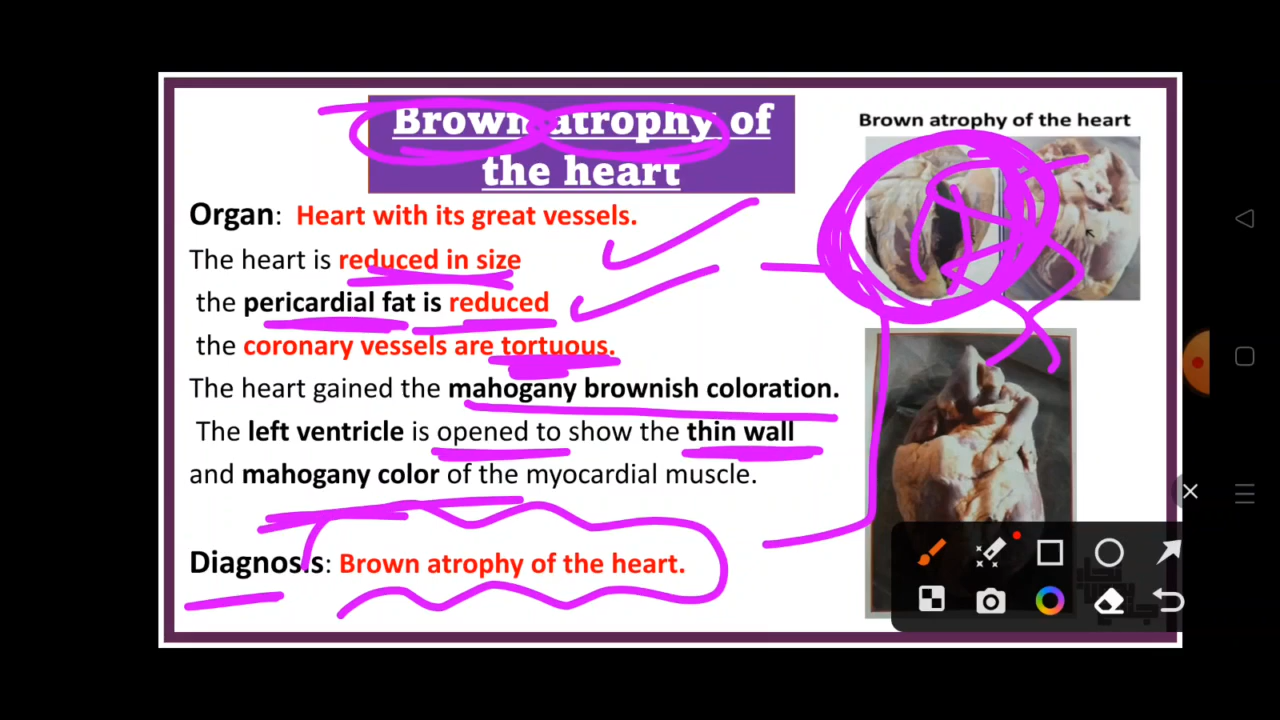 Brown atrophy of
the heart
Organ: Heart with its great vessels.
The heart is reduced in size
the pericardial fat is reduced
the coronary vessels are tortuous.
The heart gained the mahogany brownish coloration.
The left ventricle is opened to show the thin wall
and mahogany color of the myocardial muscle.
Diagnosis: Brown atrophy of the heart.
Brown atrophy of the heart